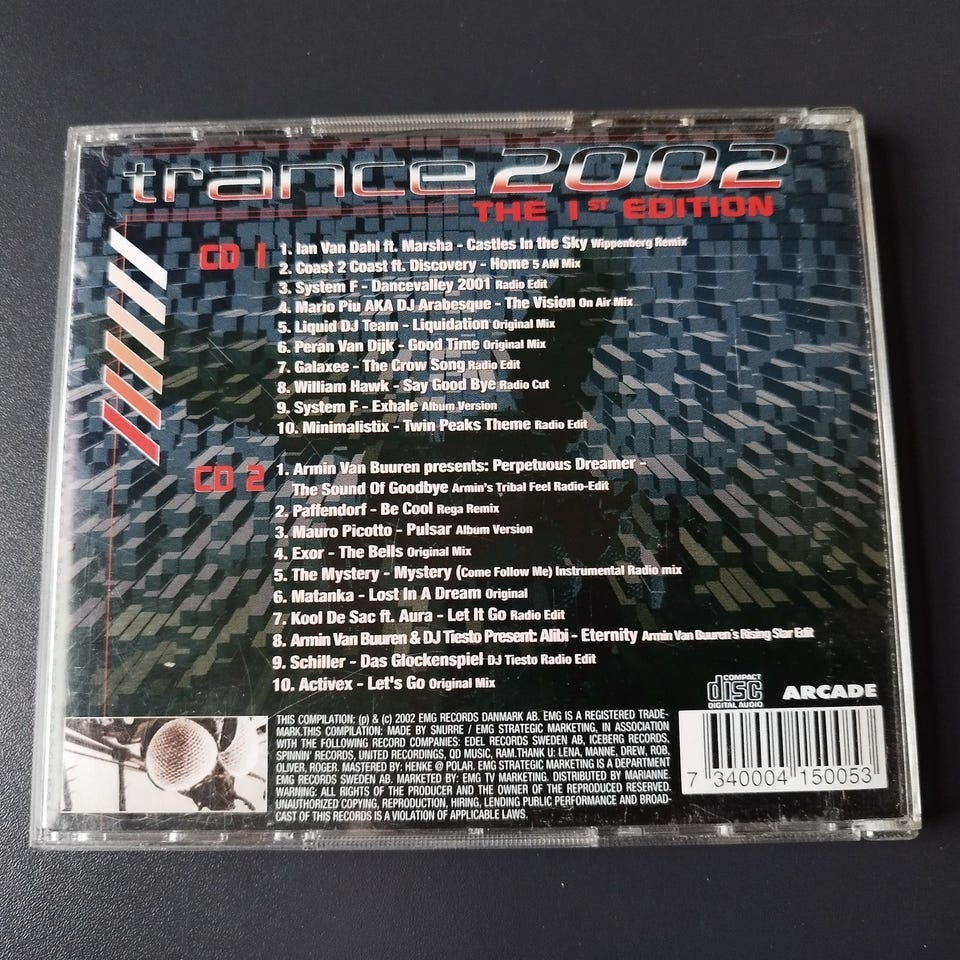 trance 2002
THE 1ST EDITION
CD 1
1. Ian Van Dahl ft. Marsha - Castles In the Sky Wippenberg Remix
2. Coast 2 Coast ft. Discovery - Home 5 AM Mix
3. System F - Dancevalley 2001 Radio Edit
4. Mario Piu AKA DJ Arabesque - The Vision On Air Mix
5. Liquid DJ Team - Liquidation Original Mix
6. Peran Van Dijk - Good Time Original Mix
7. Galaxee - The Crow Song Radio Edit
8. William Hawk - Say Good Bye Radio Cut
9. System F - Exhale Album Version
10. Minimalistix - Twin Peaks Theme Radio Edit
CD 2
1. Armin Van Buuren presents: Perpetuous Dreamer -
The Sound Of Goodbye Armin's Tribal Feel Radio-Edit
2. Paffendorf - Be Cool Rega Remix
3. Mauro Picotto - Pulsar Album Version
4. Exor - The Bells Original Mix
5. The Mystery - Mystery (Come Follow Me) Instrumental Radio mix
6. Matanka - Lost In A Dream Original
7. Kool De Sac ft. Aura - Let It Go Radio Edit
8. Armin Van Buuren & DJ Tiesto Present: Alibi - Eternity Armin Van Buuren´s Rising Star Edit
9. Schiller - Das Glockenspiel DJ Tiesto Radio Edit
10. Activex - Let's Go Original Mix
COMPACT
disc
DIGITAL AUDIO
ARCADE
THIS COMPILATION: (p) & (c) 2002 EMG RECORDS DANMARK AB. EMG IS A REGISTERED TRADE-
MARK.THIS COMPILATION: MADE BY SNURRE / EMG STRATEGIC MARKETING, IN ASSOCIATION
WITH THE FOLLOWING RECORD COMPANIES: EDEL RECORDS SWEDEN AB, ICEBERG RECORDS,
SPINNIN' RECORDS, UNITED RECORDINGS, QD MUSIC, RAM.THANK U: LENA, MANNE, DREW, ROB,
OLIVER, ROGER. MASTERED BY: HENKE @ POLAR. EMG STRATEGIC MARKETING IS A DEPARTMENT
EMG RECORDS SWEDEN AB. MARKETED BY: EMG TV MARKETING. DISTRIBUTED BY MARIANNE.
WARNING: ALL RIGHTS OF THE PRODUCER AND THE OWNER OF THE REPRODUCED RESERVED.
UNAUTHORIZED COPYING, REPRODUCTION, HIRING, LENDING PUBLIC PERFORMANCE AND BROAD-
CAST OF THIS RECORDS IS A VIOLATION OF APPLICABLE LAWS.
7 340004 150053